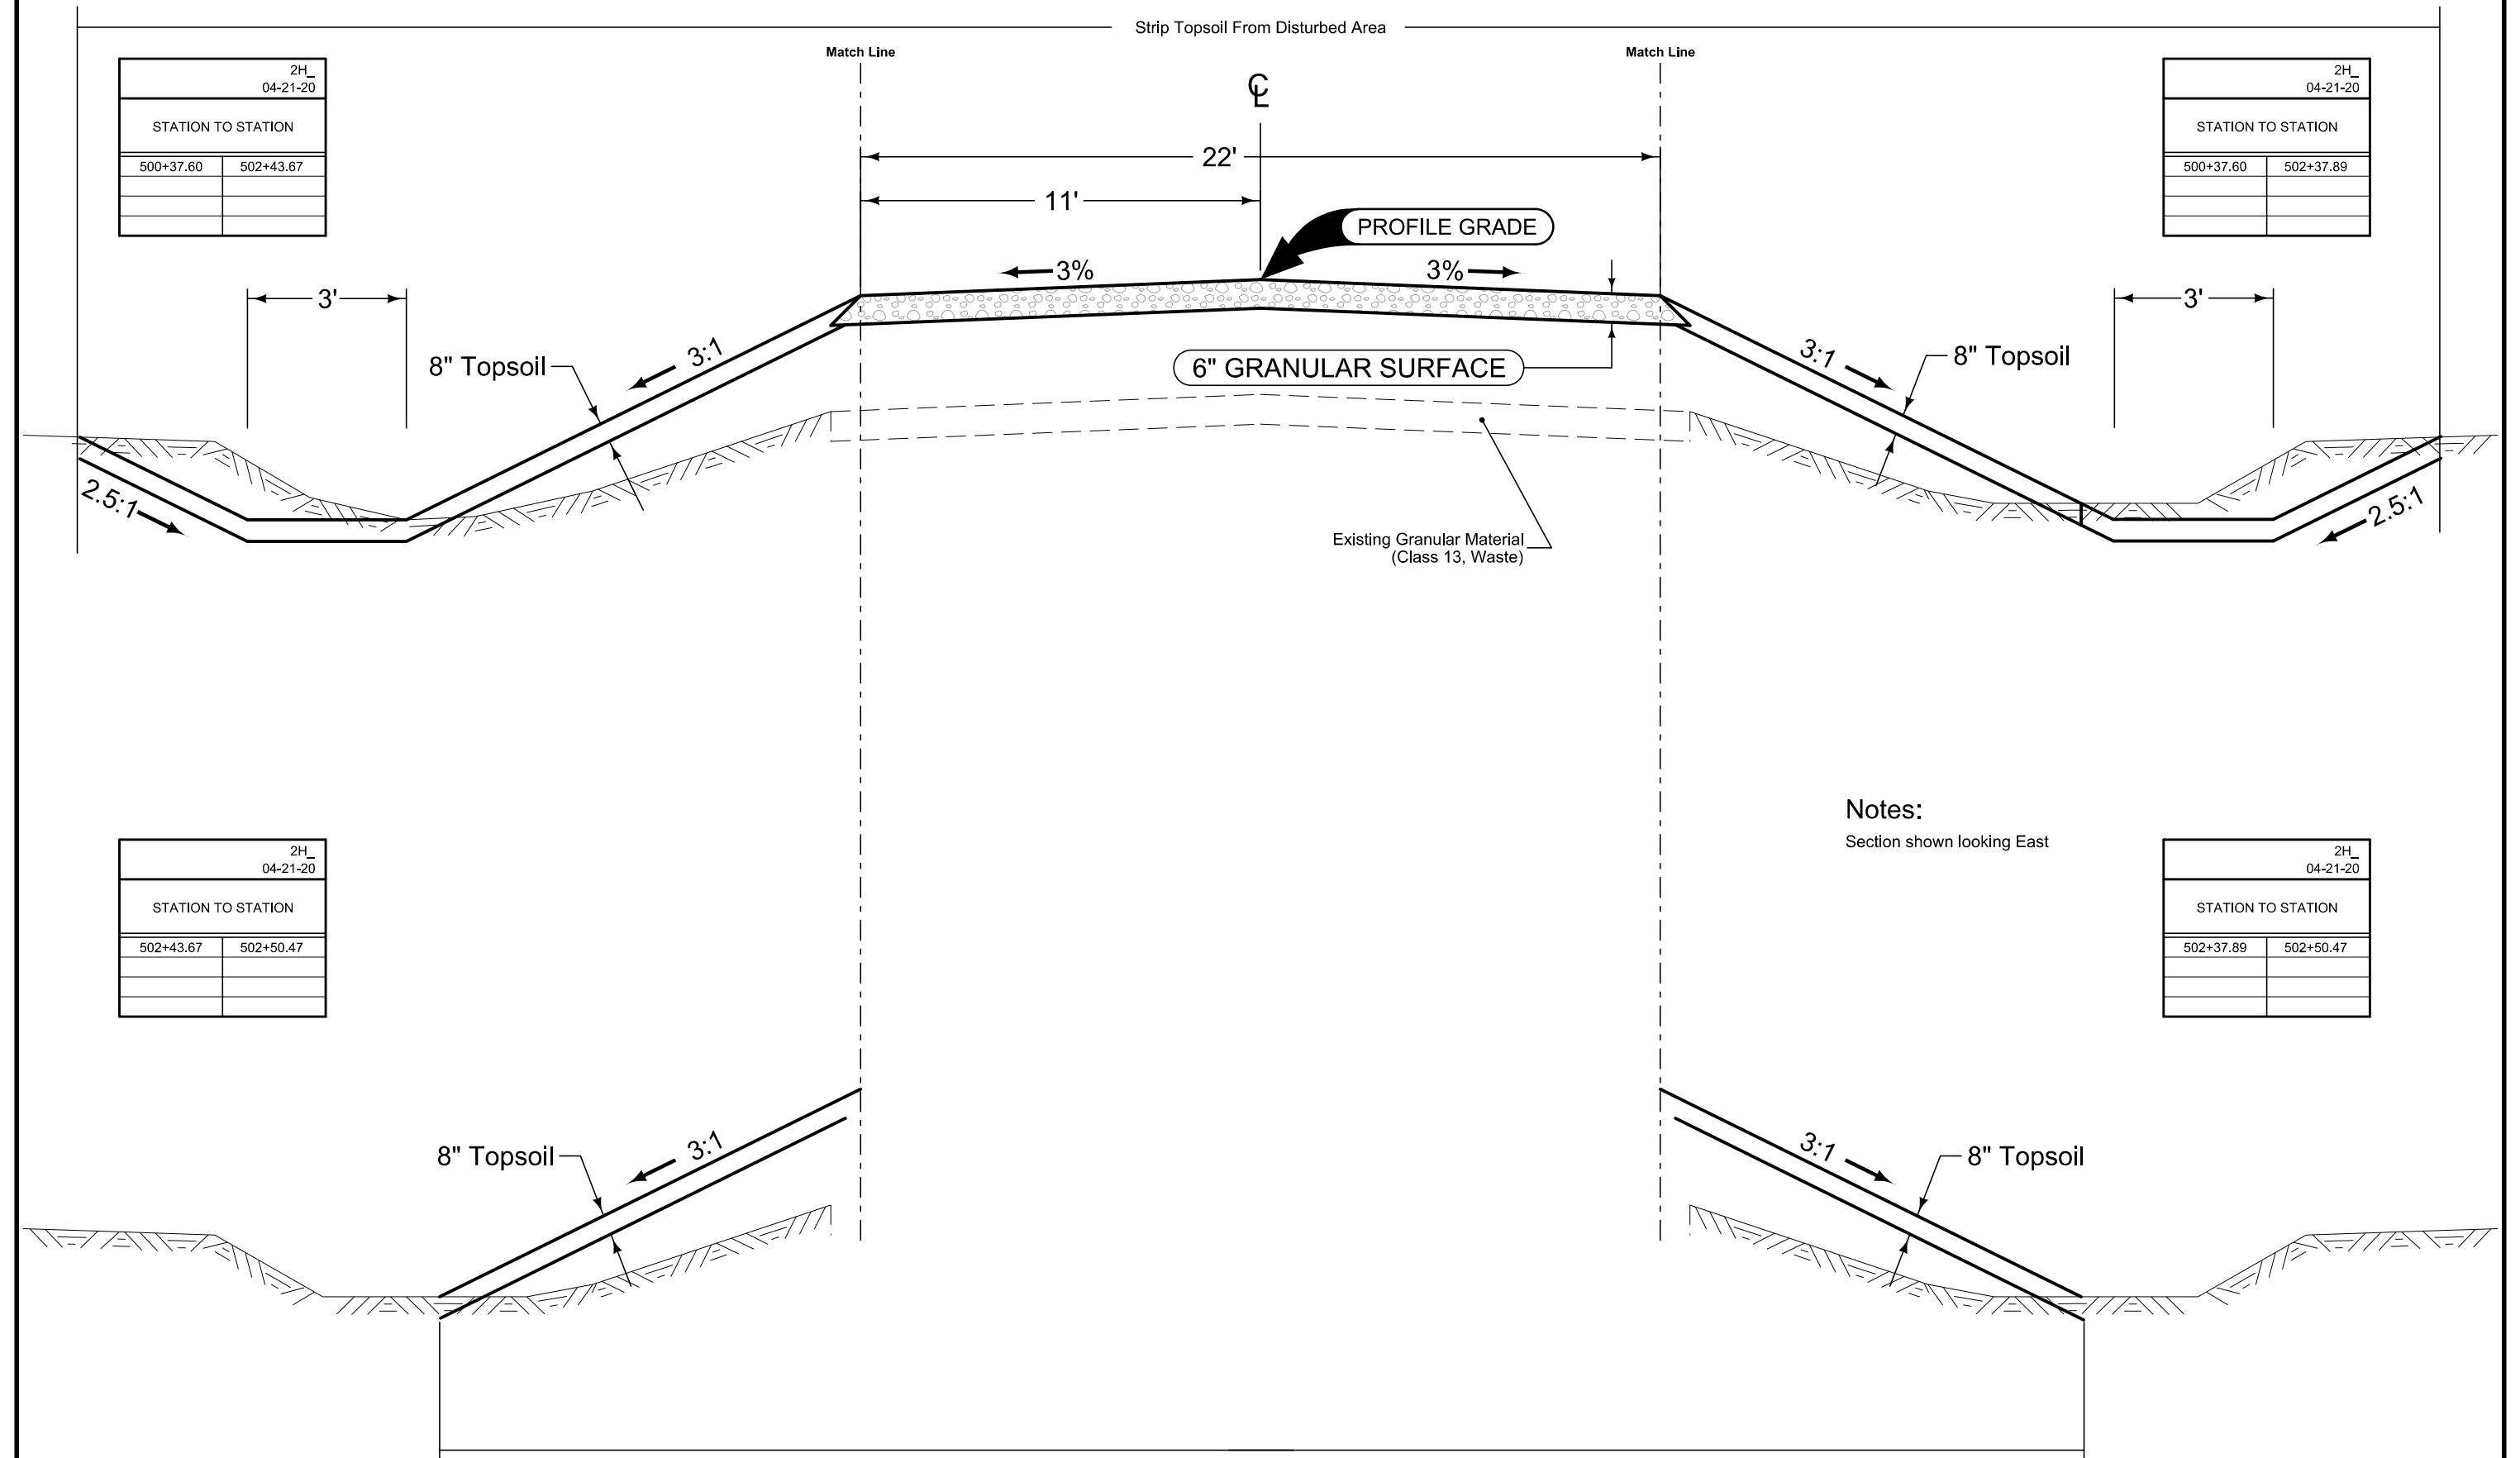 Strip Topsoil From Disturbed Area
Match Line
Match Line
2H_
04-21-20
STATION TO STATION
500+37.60 502+43.67
2H_
04-21-20
STATION TO STATION
500+37.60 502+37.89
CL
22'
11'
PROFILE GRADE
3%
3%
3'
3'
8" Topsoil
3:1
3:1
8" Topsoil
6" GRANULAR SURFACE
2.5:1
2.5:1
Existing Granular Material
(Class 13, Waste)
Notes:
Section shown looking East
2H_
04-21-20
STATION TO STATION
502+43.67 502+50.47
2H_
04-21-20
STATION TO STATION
502+37.89 502+50.47
8" Topsoil
3:1
3:1
8" Topsoil